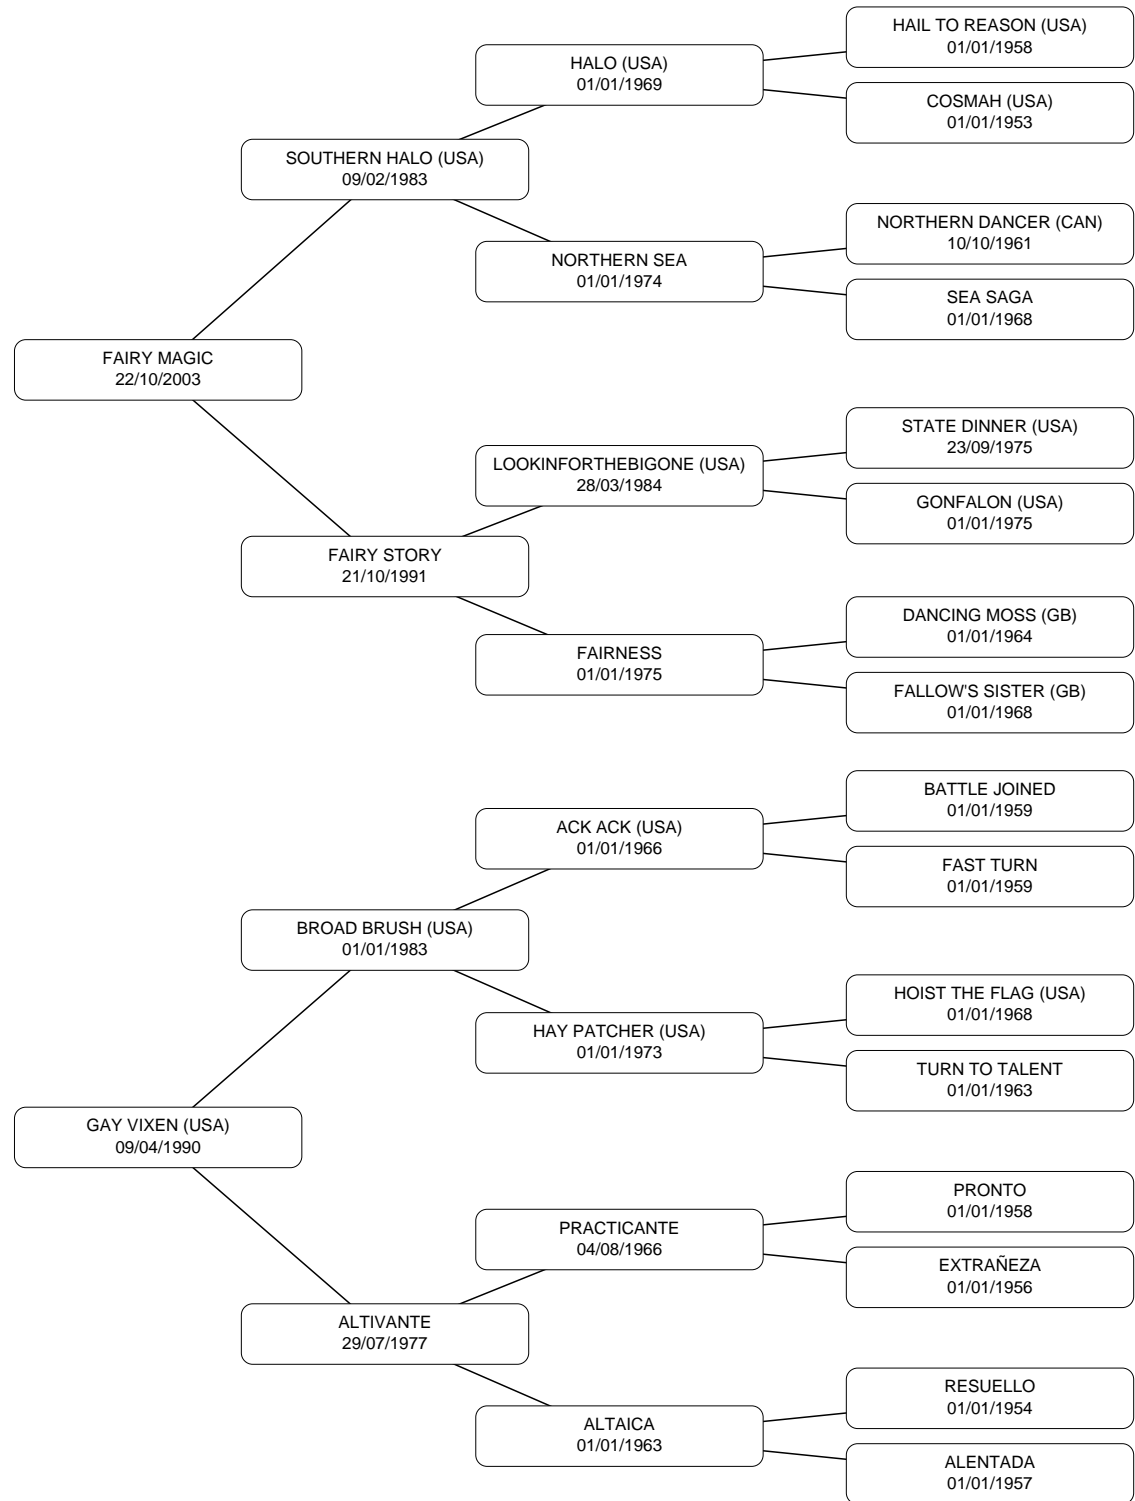 HAIL TO REASON (USA)
01/01/1958
HALO (USA)
01/01/1969
COSMAH (USA)
01/01/1953
SOUTHERN HALO (USA)
09/02/1983
NORTHERN DANCER (CAN)
10/10/1961
NORTHERN SEA
01/01/1974
SEA SAGA
01/01/1968
FAIRY MAGIC
22/10/2003
STATE DINNER (USA)
23/09/1975
LOOKINFORTHEBIGONE (USA)
28/03/1984
GONFALON (USA)
01/01/1975
FAIRY STORY
21/10/1991
DANCING MOSS (GB)
01/01/1964
FAIRNESS
01/01/1975
FALLOW'S SISTER (GB)
01/01/1968
BATTLE JOINED
01/01/1959
ACK ACK (USA)
01/01/1966
FAST TURN
01/01/1959
BROAD BRUSH (USA)
01/01/1983
HOIST THE FLAG (USA)
01/01/1968
HAY PATCHER (USA)
01/01/1973
TURN TO TALENT
01/01/1963
GAY VIXEN (USA)
09/04/1990
PRONTO
01/01/1958
PRACTICANTE
04/08/1966
EXTRAÑEZA
01/01/1956
ALTIVANTE
29/07/1977
RESUELLO
01/01/1954
ALTAICA
01/01/1963
ALENTADA
01/01/1957